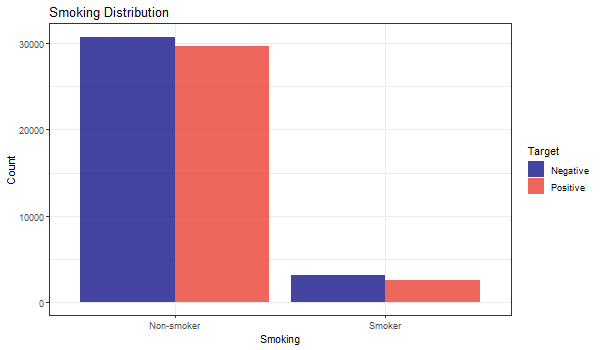 Smoking Distribution
Count
30000
20000
10000
0
Non-smoker
Smoker
Smoking
Target
Negative
Positive